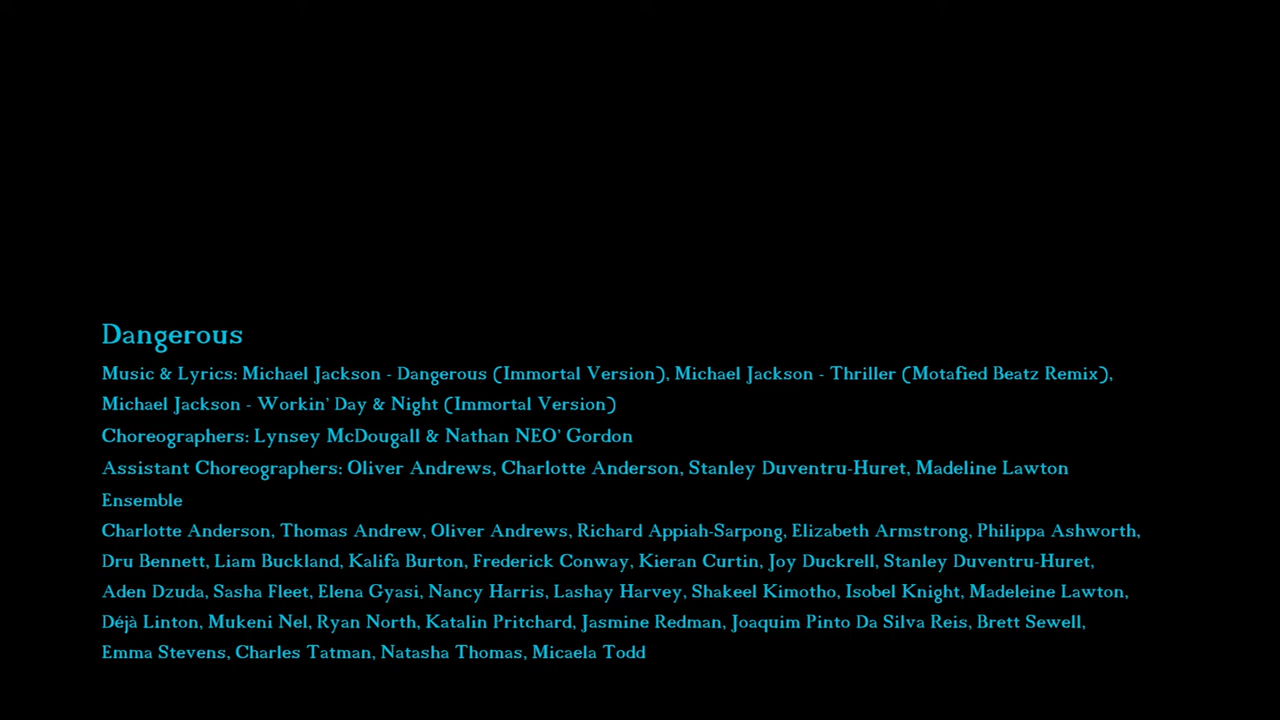 Dangerous
Music & Lyrics: Michael Jackson - Dangerous (Immortal Version), Michael Jackson - Thriller (Motafied Beatz Remix),
Michael Jackson - Workin' Day & Night (Immortal Version)
Choreographers: Lynsey McDougall & Nathan NEO' Gordon
Assistant Choreographers: Oliver Andrews, Charlotte Anderson, Stanley Duventru-Huret, Madeline Lawton
Ensemble
Charlotte Anderson, Thomas Andrew, Oliver Andrews, Richard Appiah-Sarpong, Elizabeth Armstrong, Philippa Ashworth,
Dru Bennett, Liam Buckland, Kalifa Burton, Frederick Conway, Kieran Curtin, Joy Duckrell, Stanley Duventru-Huret,
Aden Dzuda, Sasha Fleet, Elena Gyasi, Nancy Harris, Lashay Harvey, Shakeel Kimotho, Isobel Knight, Madeleine Lawton,
Déjà Linton, Mukeni Nel, Ryan North, Katalin Pritchard, Jasmine Redman, Joaquim Pinto Da Silva Reis, Brett Sewell,
Emma Stevens, Charles Tatman, Natasha Thomas, Micaela Todd